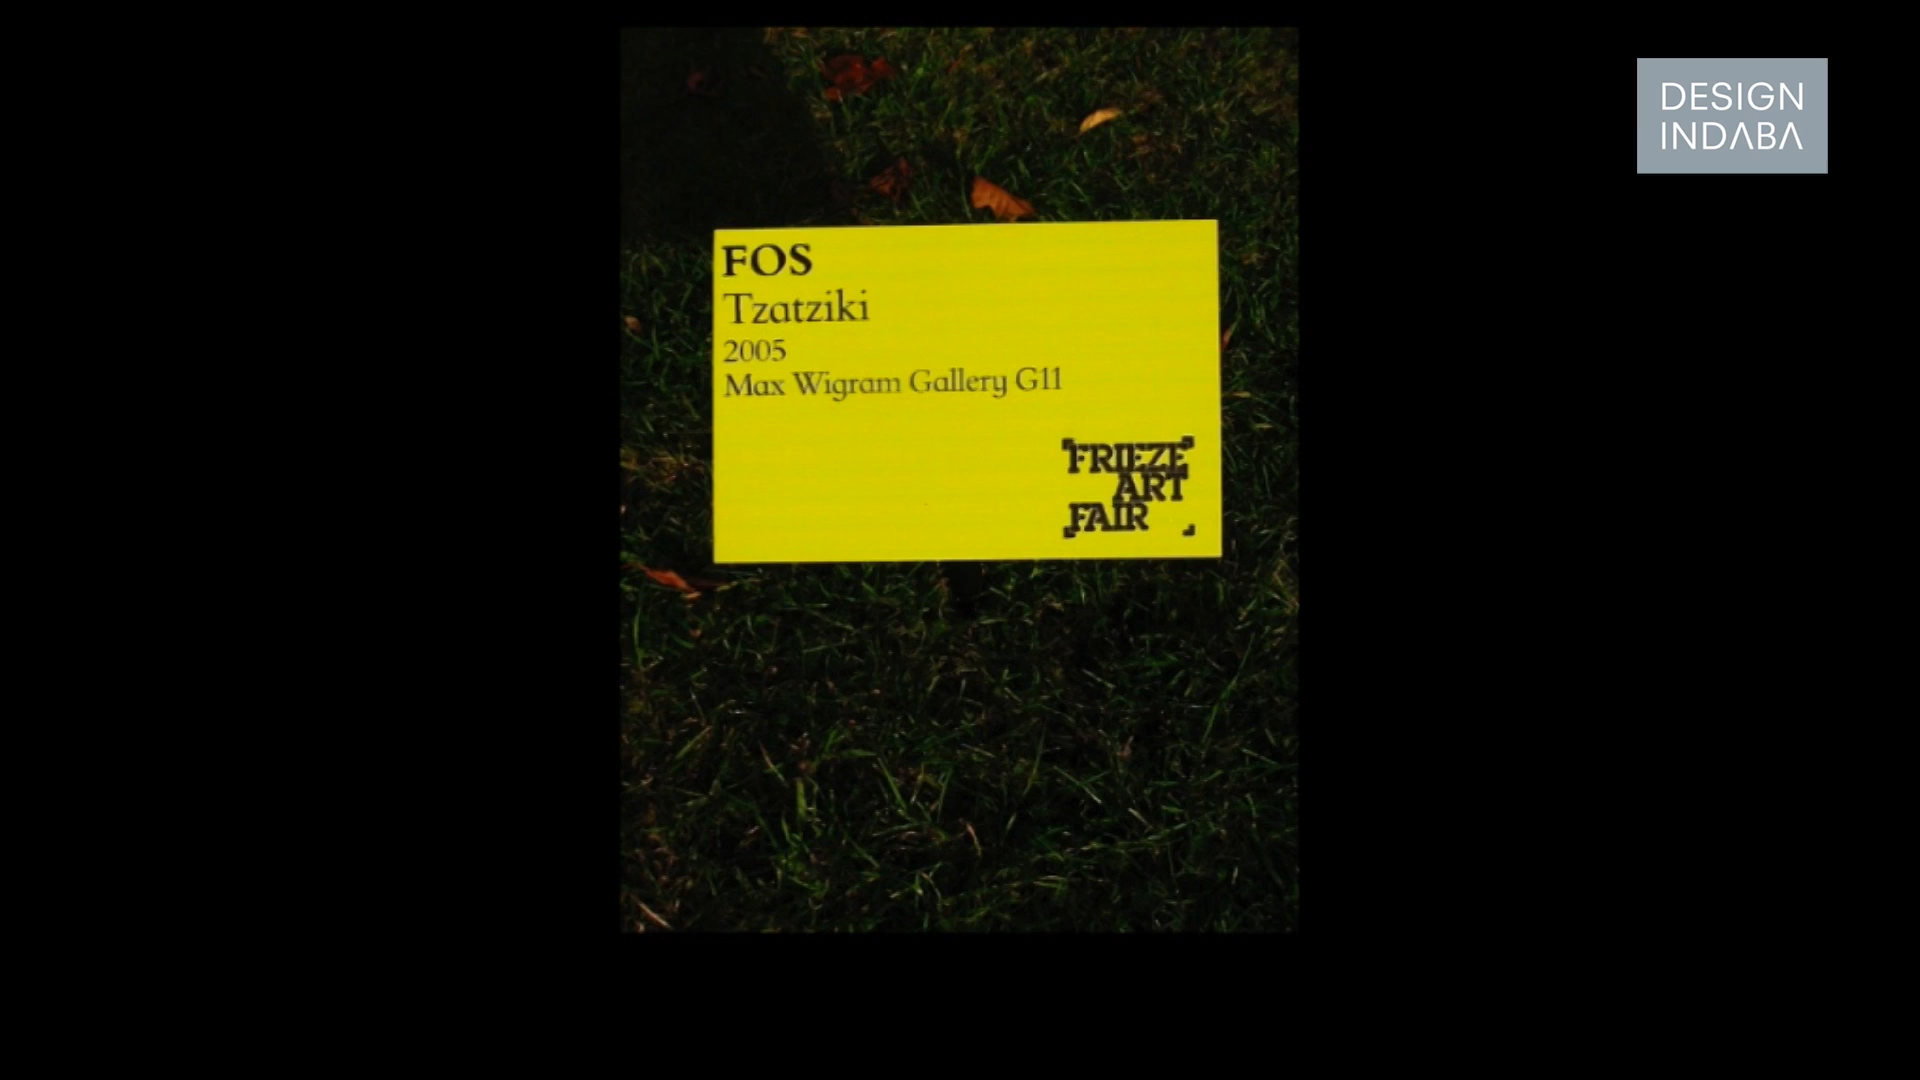 FOS
Tzatziki
2005
Max Wigram Gallery G11
FRIEZE
ART
FAIR
DESIGN
INDABA